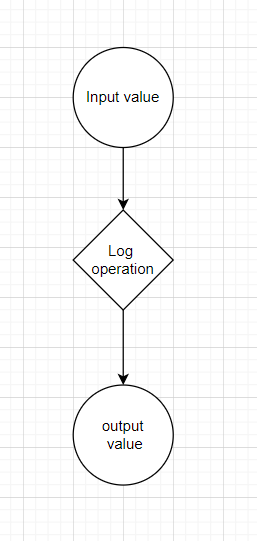 Input value
Log
operation
output
value